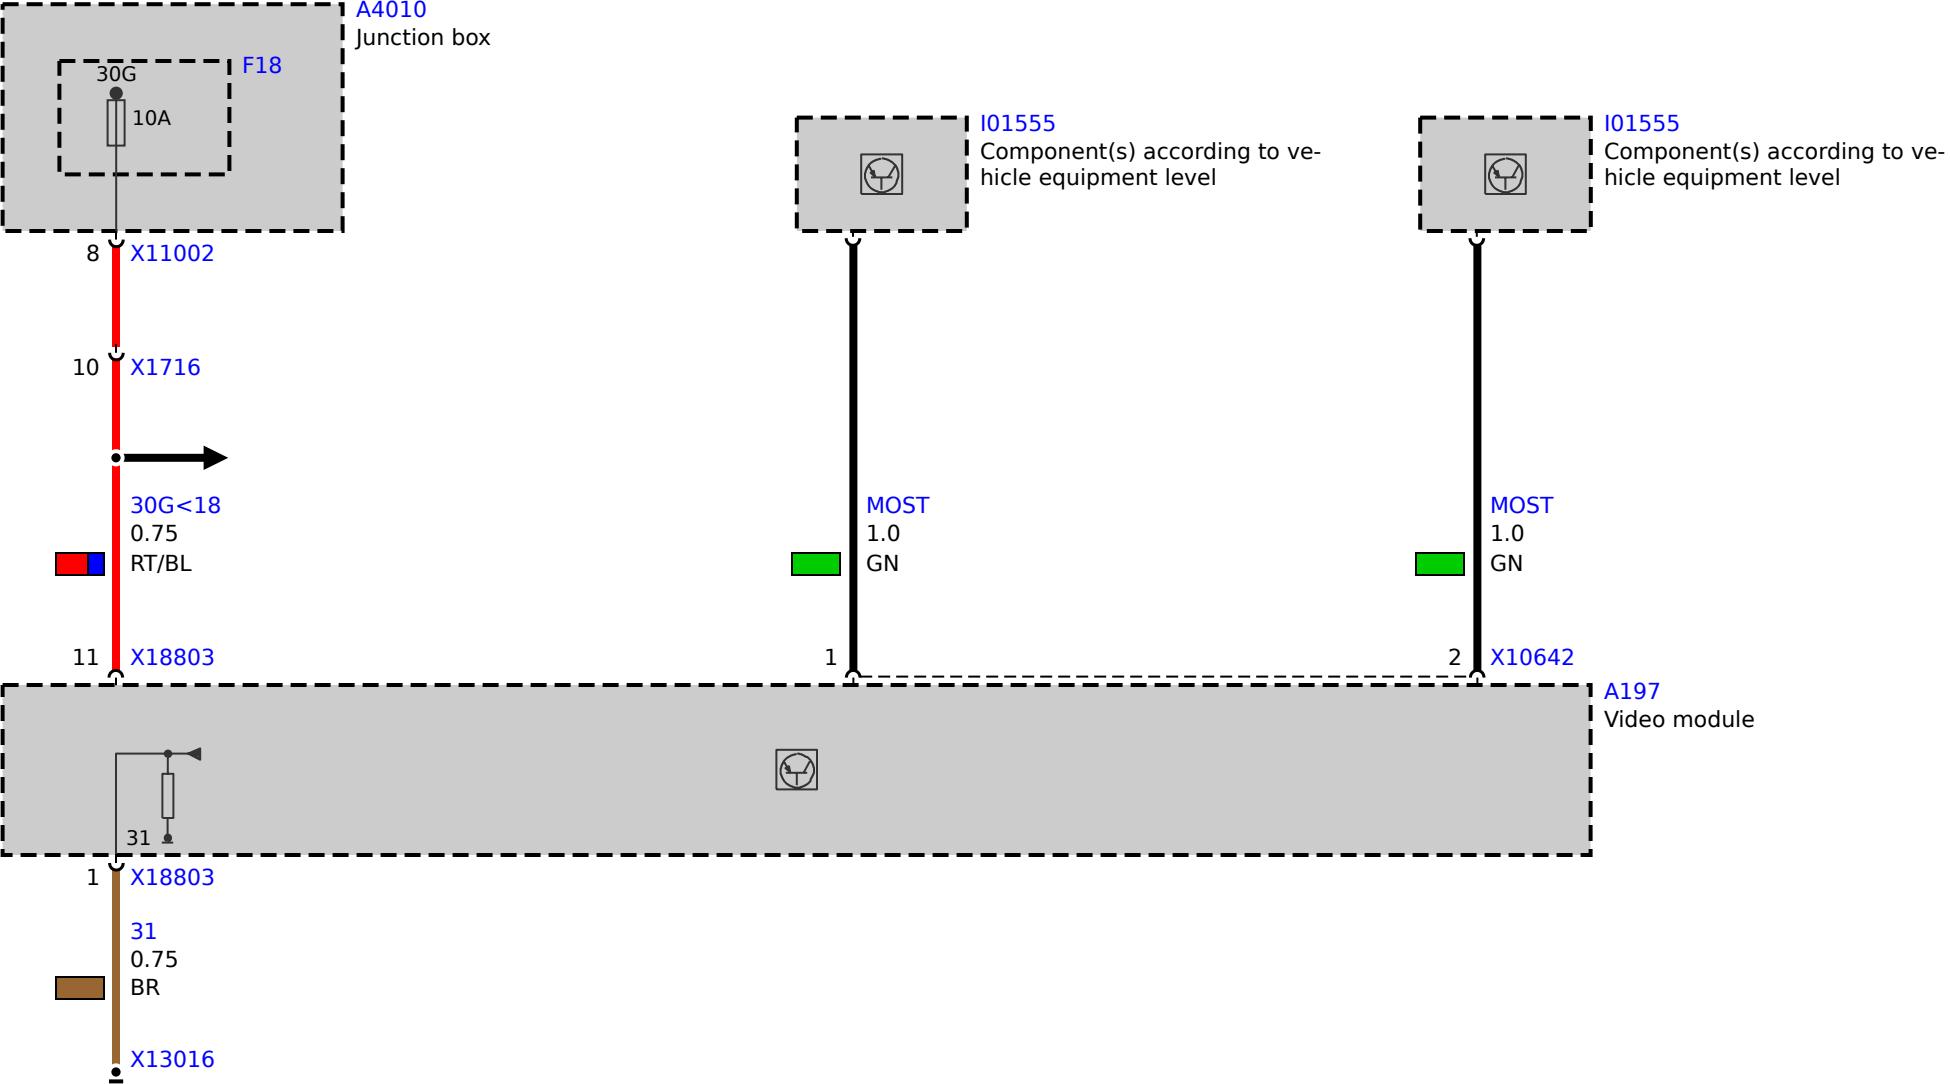 A4010
Junction box
F18
30G
10A
I01555
Component(s) according to ve-
hicle equipment level
I01555
Component(s) according to ve-
hicle equipment level
8 X11002
10 X1716
30G<18
0.75
RT/BL
MOST
1.0
GN
MOST
1.0
GN
11 X18803
1
2 X10642
A197
Video module
31
1 X18803
31
0.75
BR
X13016